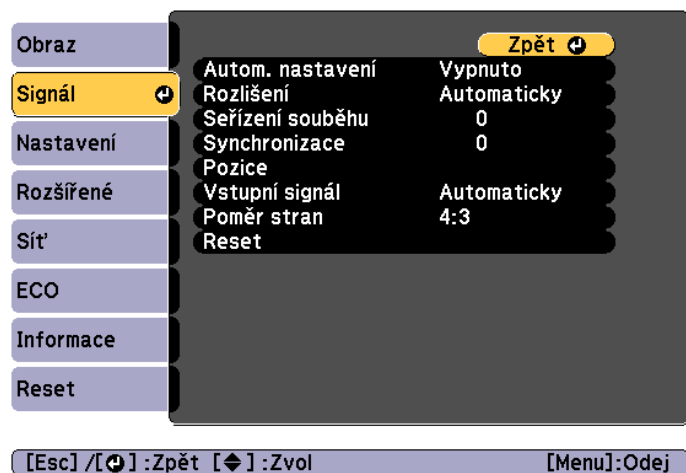 Obraz
Signál
Nastavení
Rozšířené
Síť
ECO
Informace
Reset
Zpět
Autom. nastavení Vypnuto
Rozlišení Automaticky
Seřízení souběhu 0
Synchronizace 0
Pozice
Vstupní signál Automaticky
Poměr stran 4:3
Reset
[Esc] /[ ] :Zpět [ ] :Zvol [Menu]:Odej